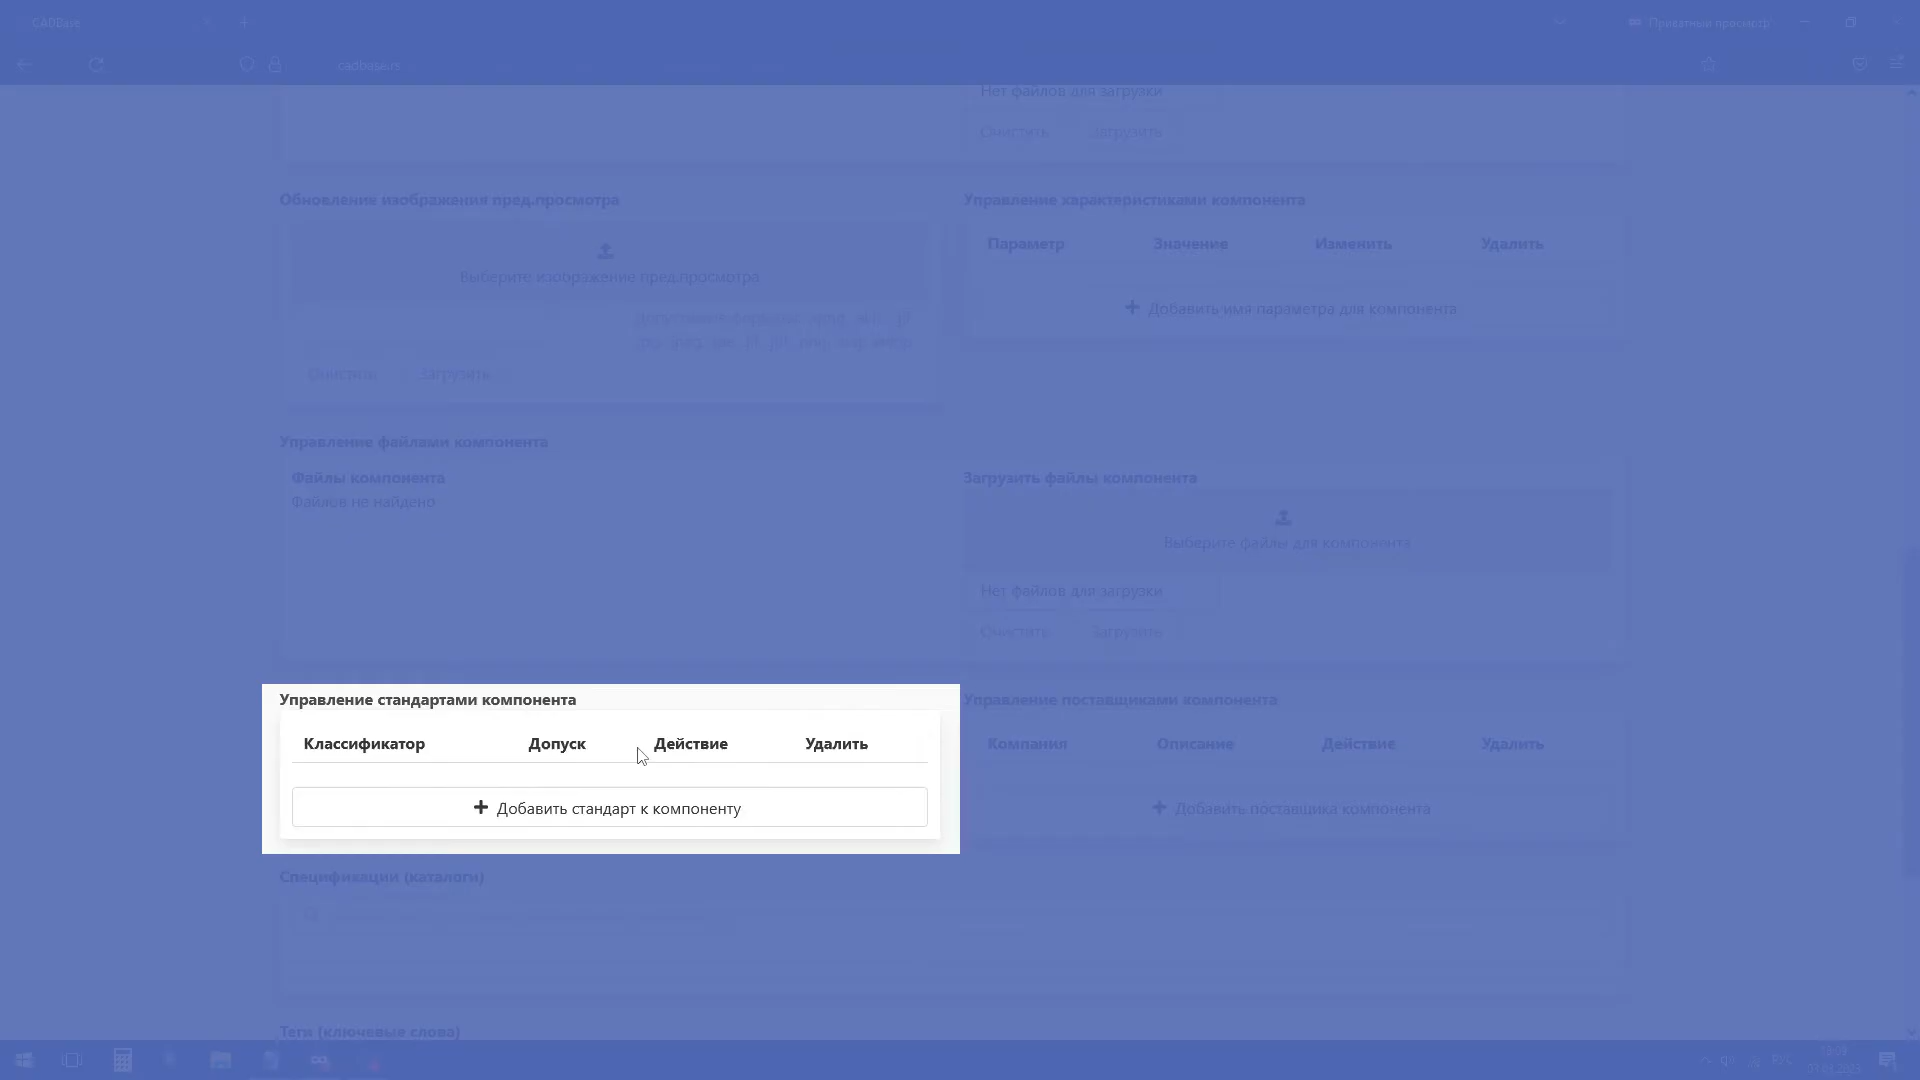 CADBase
Приватный просмотр
cadbase.rs
Нет файлов для загрузки
Очистить Загрузить
Обновление изображения пред.просмотра
Управление характеристиками компонента
Выберите изображение пред.просмотра
Параметр Значение Изменить Удалить
Добавить имя параметра для компонента
Очистить Загрузить
Управление файлами компонента
Файлы компонента
Файлов не найдено
Загрузить файлы компонента
Выберите файлы для компонента
Нет файлов для загрузки
Очистить Загрузить
Управление стандартами компонента
Классификатор Допуск Действие Удалить
Добавить стандарт к компоненту
Управление поставщиками компонента
Компания Описание Действие Удалить
Добавить поставщика компонента
Спецификации (каталоги)
Теги (ключевые слова)